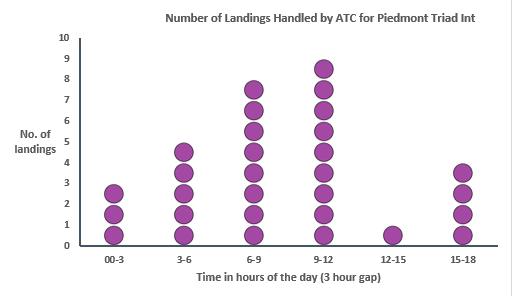 Number of Landings Handled by ATC for Piedmont Triad Int
10
9
8
7
6
5
4
3
2
1
0
No. of
landings
00-3 3-6 6-9 9-12 12-15 15-18
Time in hours of the day (3 hour gap)